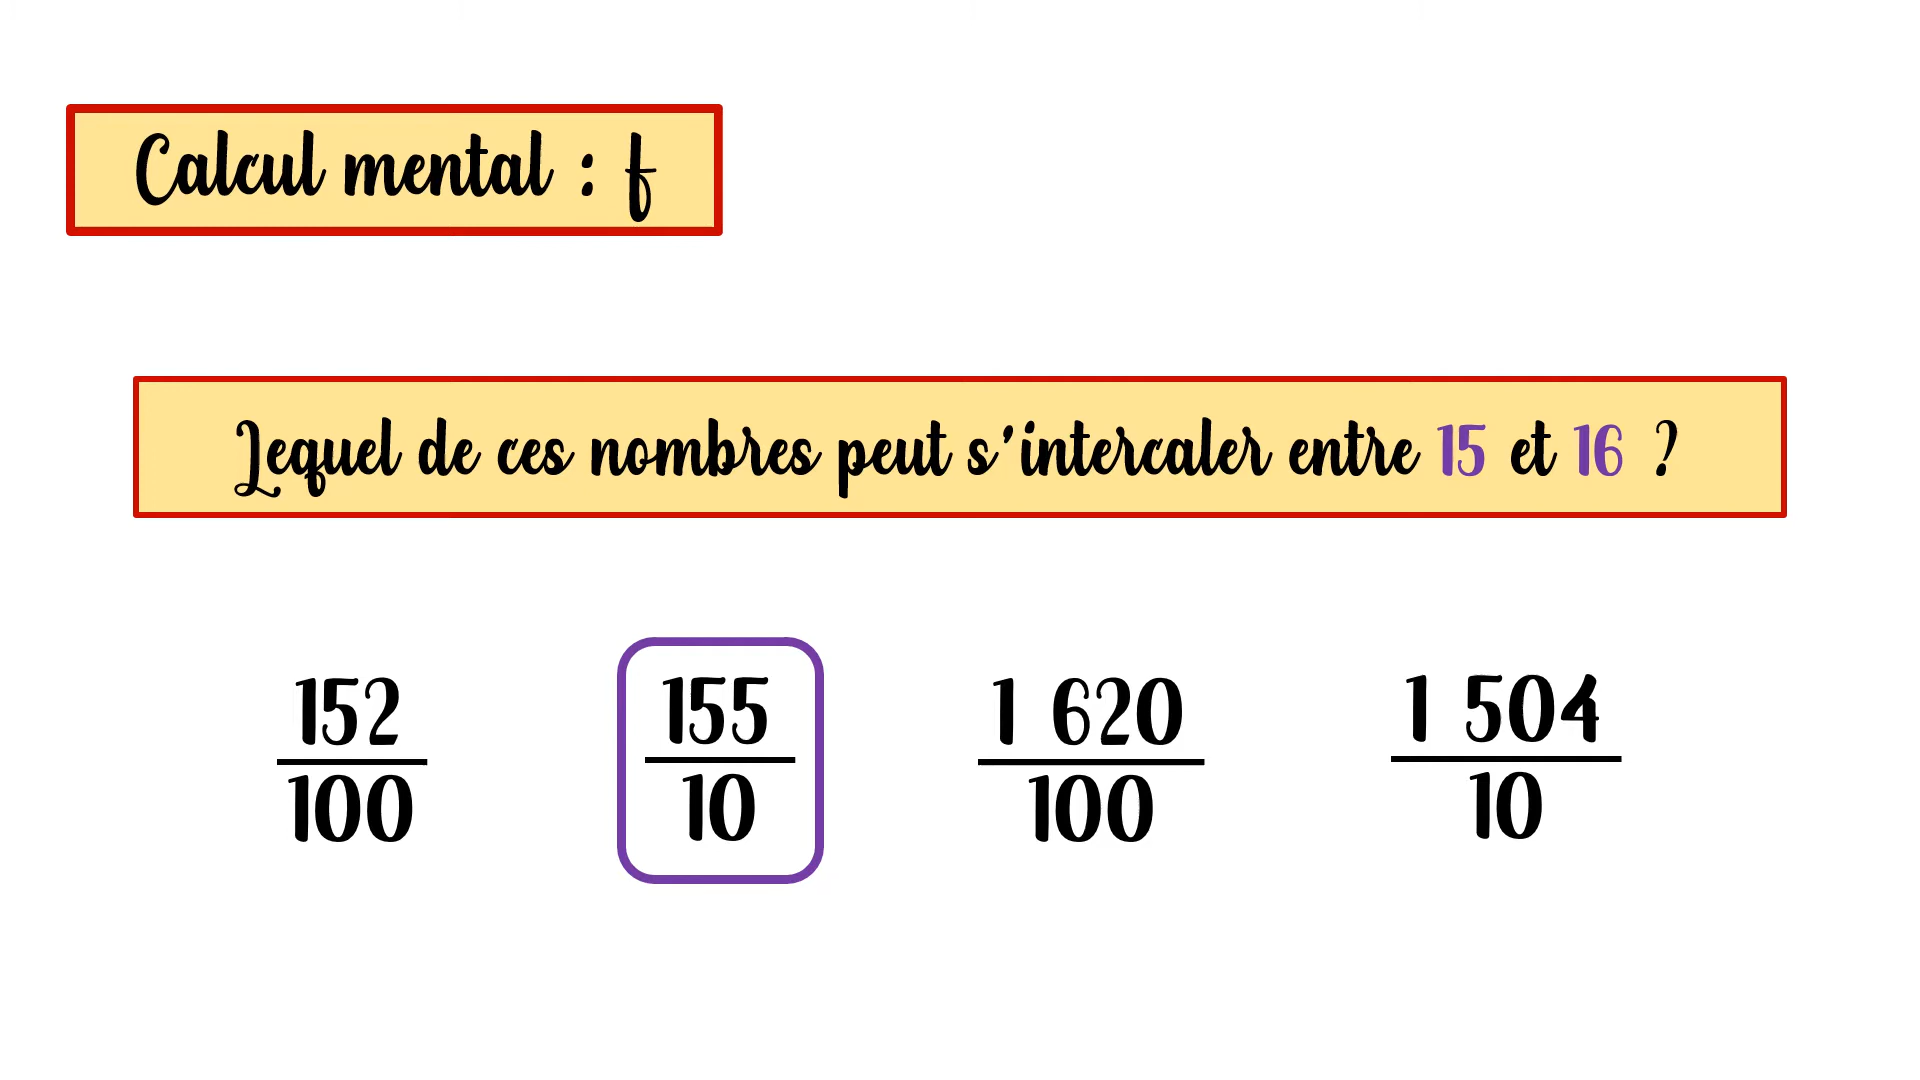 Calcul mental : f
Lequel de ces nombres peut s'intercaler entre 15 et 16 ?
152 155 1 620 1 504
100 10 100 10